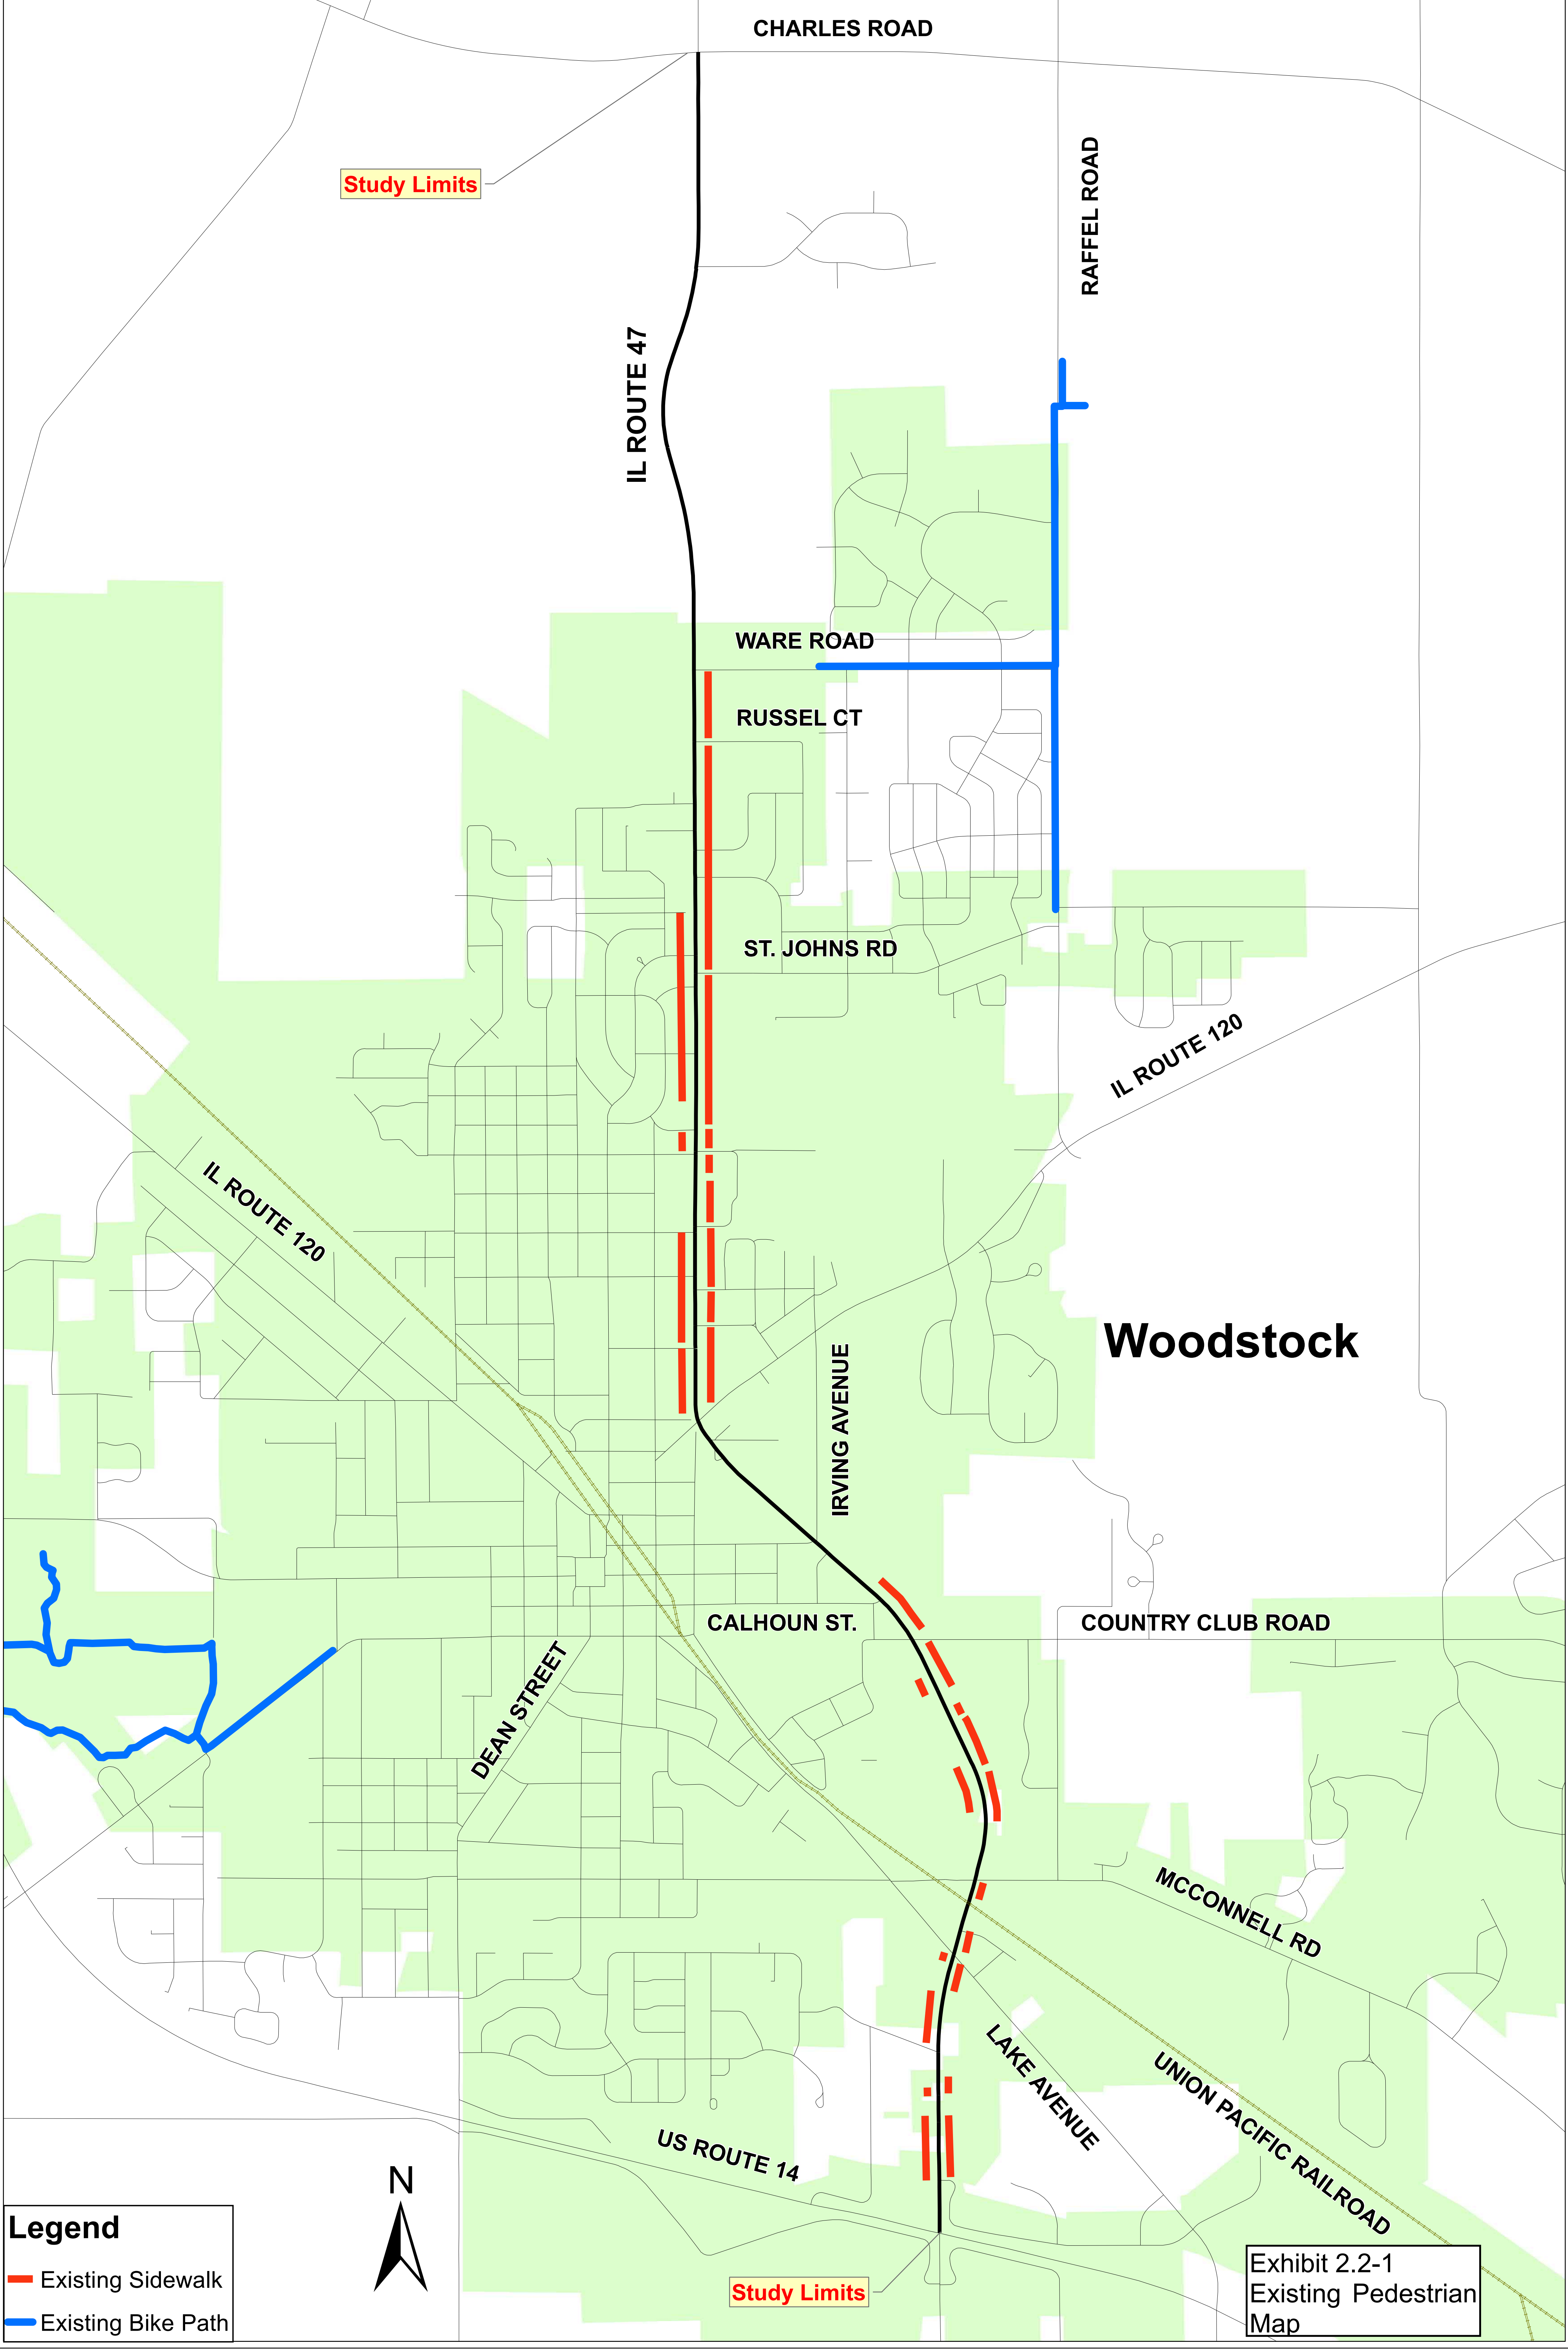 CHARLES ROAD
Study Limits
RAFFEL ROAD
IL ROUTE 47
WARE ROAD
RUSSEL CT
ST. JOHNS RD
IL ROUTE 120
IL ROUTE 120
Woodstock
IRVING AVENUE
CALHOUN ST.
COUNTRY CLUB ROAD
DEAN STREET
MCCONNELL RD
LAKE AVENUE
UNION PACIFIC RAILROAD
US ROUTE 14
N
Legend
Existing Sidewalk
Existing Bike Path
Study Limits
Exhibit 2.2-1
Existing Pedestrian
Map